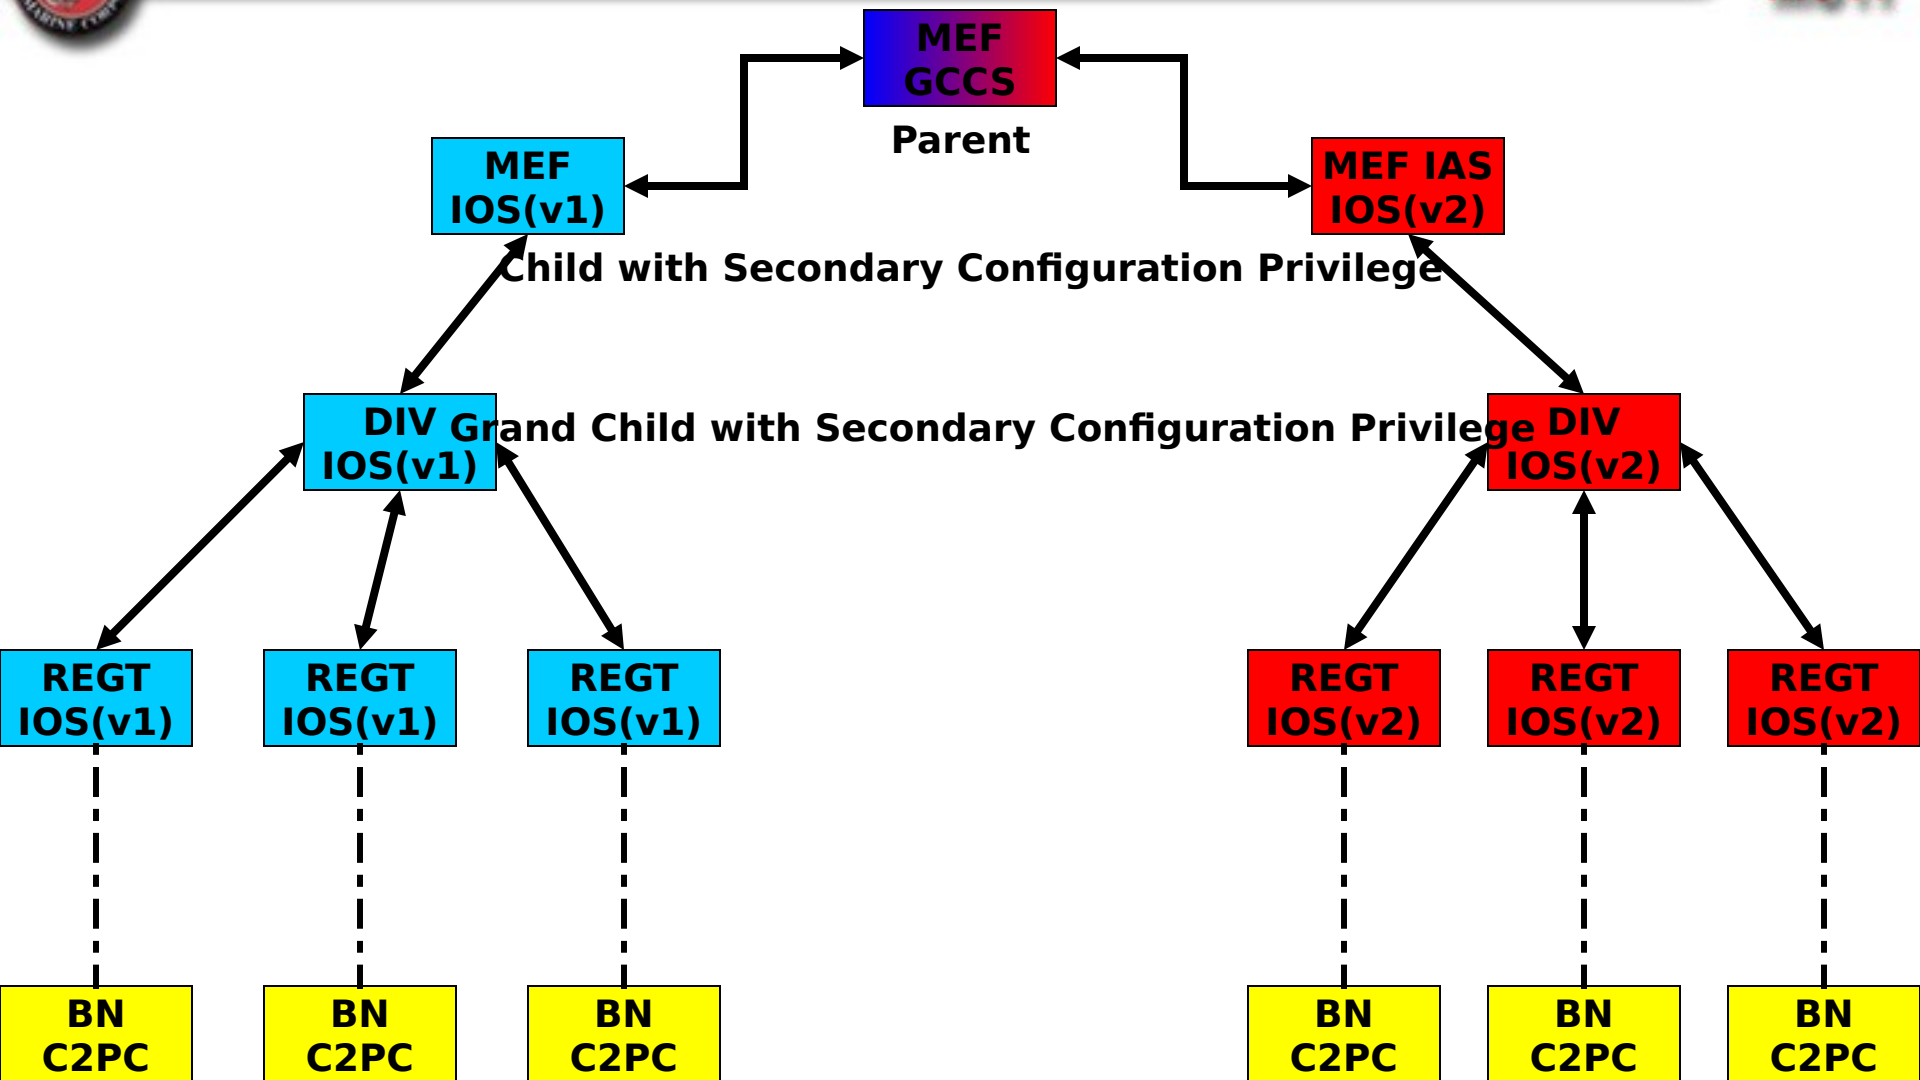 MARINE CORP
MEF
GCCS
Parent
MEF
IOS(v1)
MEF IAS
IOS(v2)
Child with Secondary Configuration Privilege
DIV
IOS(v1)
Grand Child with Secondary Configuration Privilege
DIV
IOS(v2)
REGT
IOS(v1)
REGT
IOS(v1)
REGT
IOS(v1)
REGT
IOS(v2)
REGT
IOS(v2)
REGT
IOS(v2)
BN
C2PC
BN
C2PC
BN
C2PC
BN
C2PC
BN
C2PC
BN
C2PC